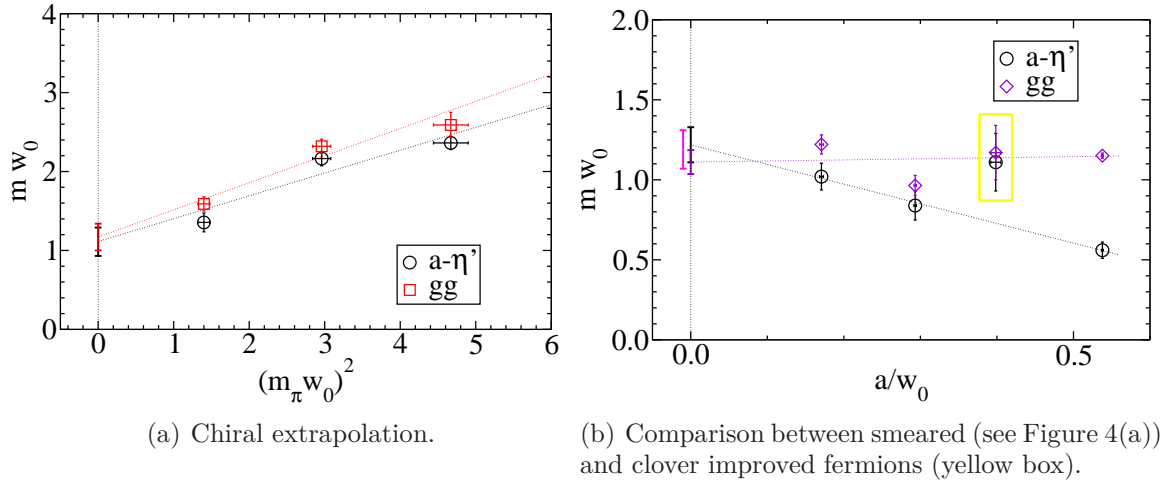 4
3
2
1
0
m w₀
0 1 2 3 4 5 6
(m_π w₀)²
a-η’
gg
(a) Chiral extrapolation.
2.0
1.5
1.0
0.5
0.0
m w₀
0.0 0.5
a/w₀
a-η’
gg
(b) Comparison between smeared (see Figure 4(a))
and clover improved fermions (yellow box).